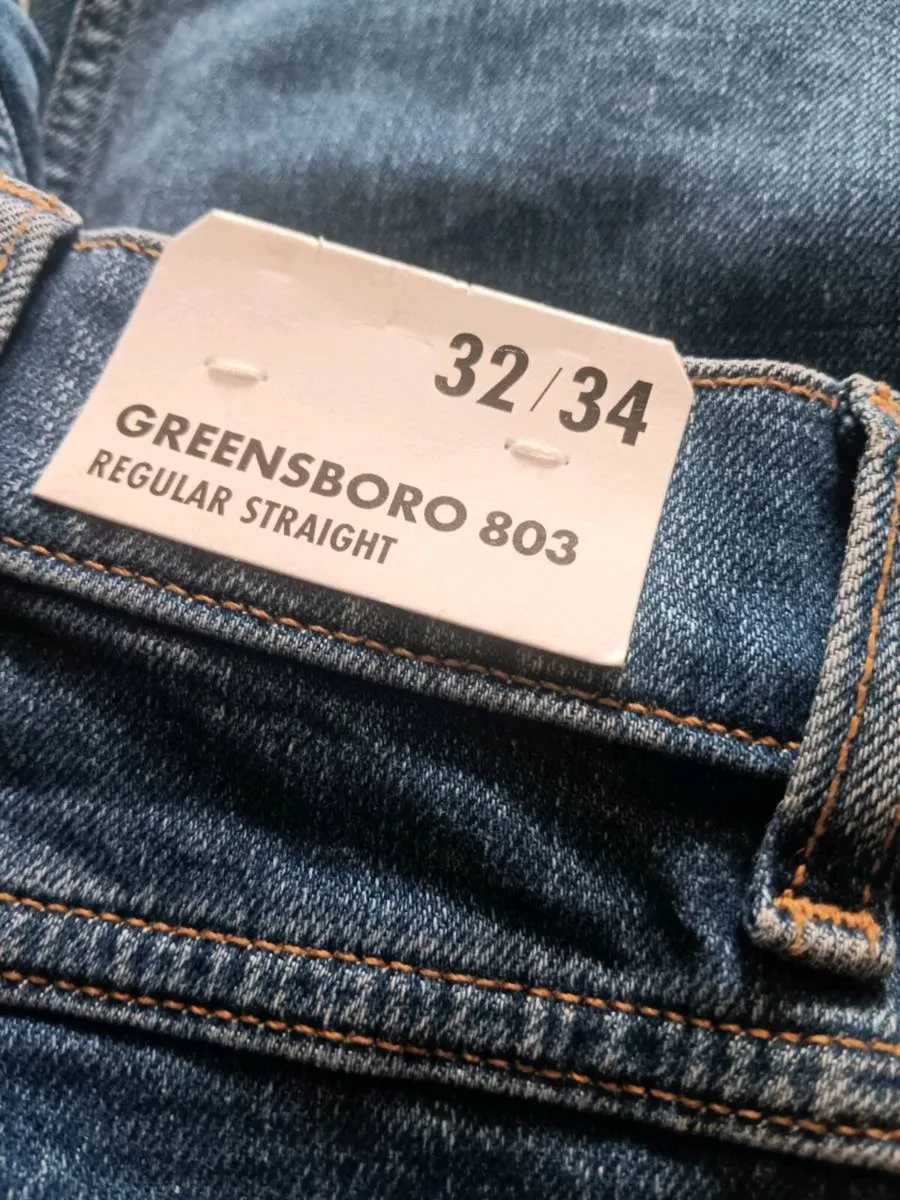 32/34
GREENSBORO 803
REGULAR STRAIGHT